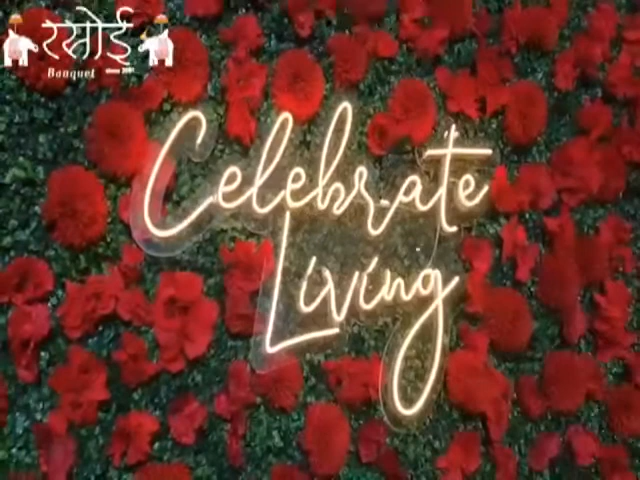 रसोई
Banquet
Celebrate
Living